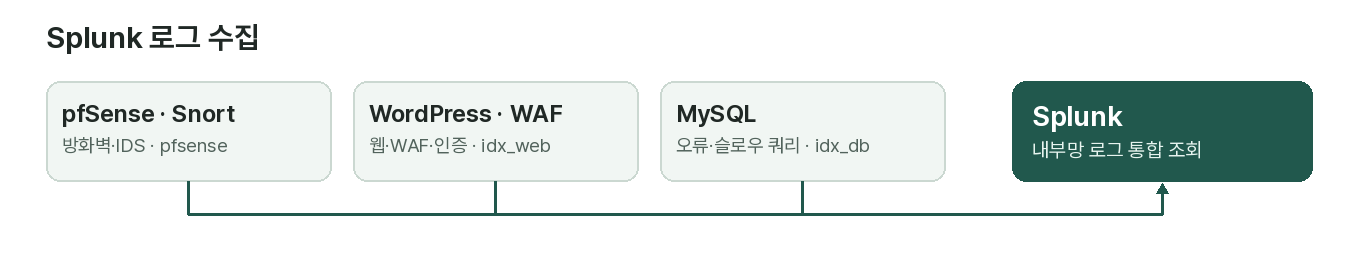 Splunk 로그 수집
pfSense · Snort
방화벽·IDS · pfsense
WordPress · WAF
웹·WAF·인증 · idx_web
MySQL
오류·슬로우 쿼리 · idx_db
Splunk
내부망 로그 통합 조회